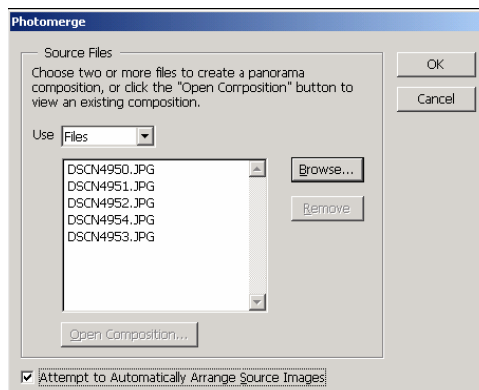 Photomerge
Source Files
Choose two or more files to create a panorama
composition, or click the "Open Composition" button to
view an existing composition.
OK
Cancel
Use Files
DSCN4950.JPG
DSCN4951.JPG
DSCN4952.JPG
DSCN4954.JPG
DSCN4953.JPG
Browse...
Remove
Open Composition...
Attempt to Automatically Arrange Source Images